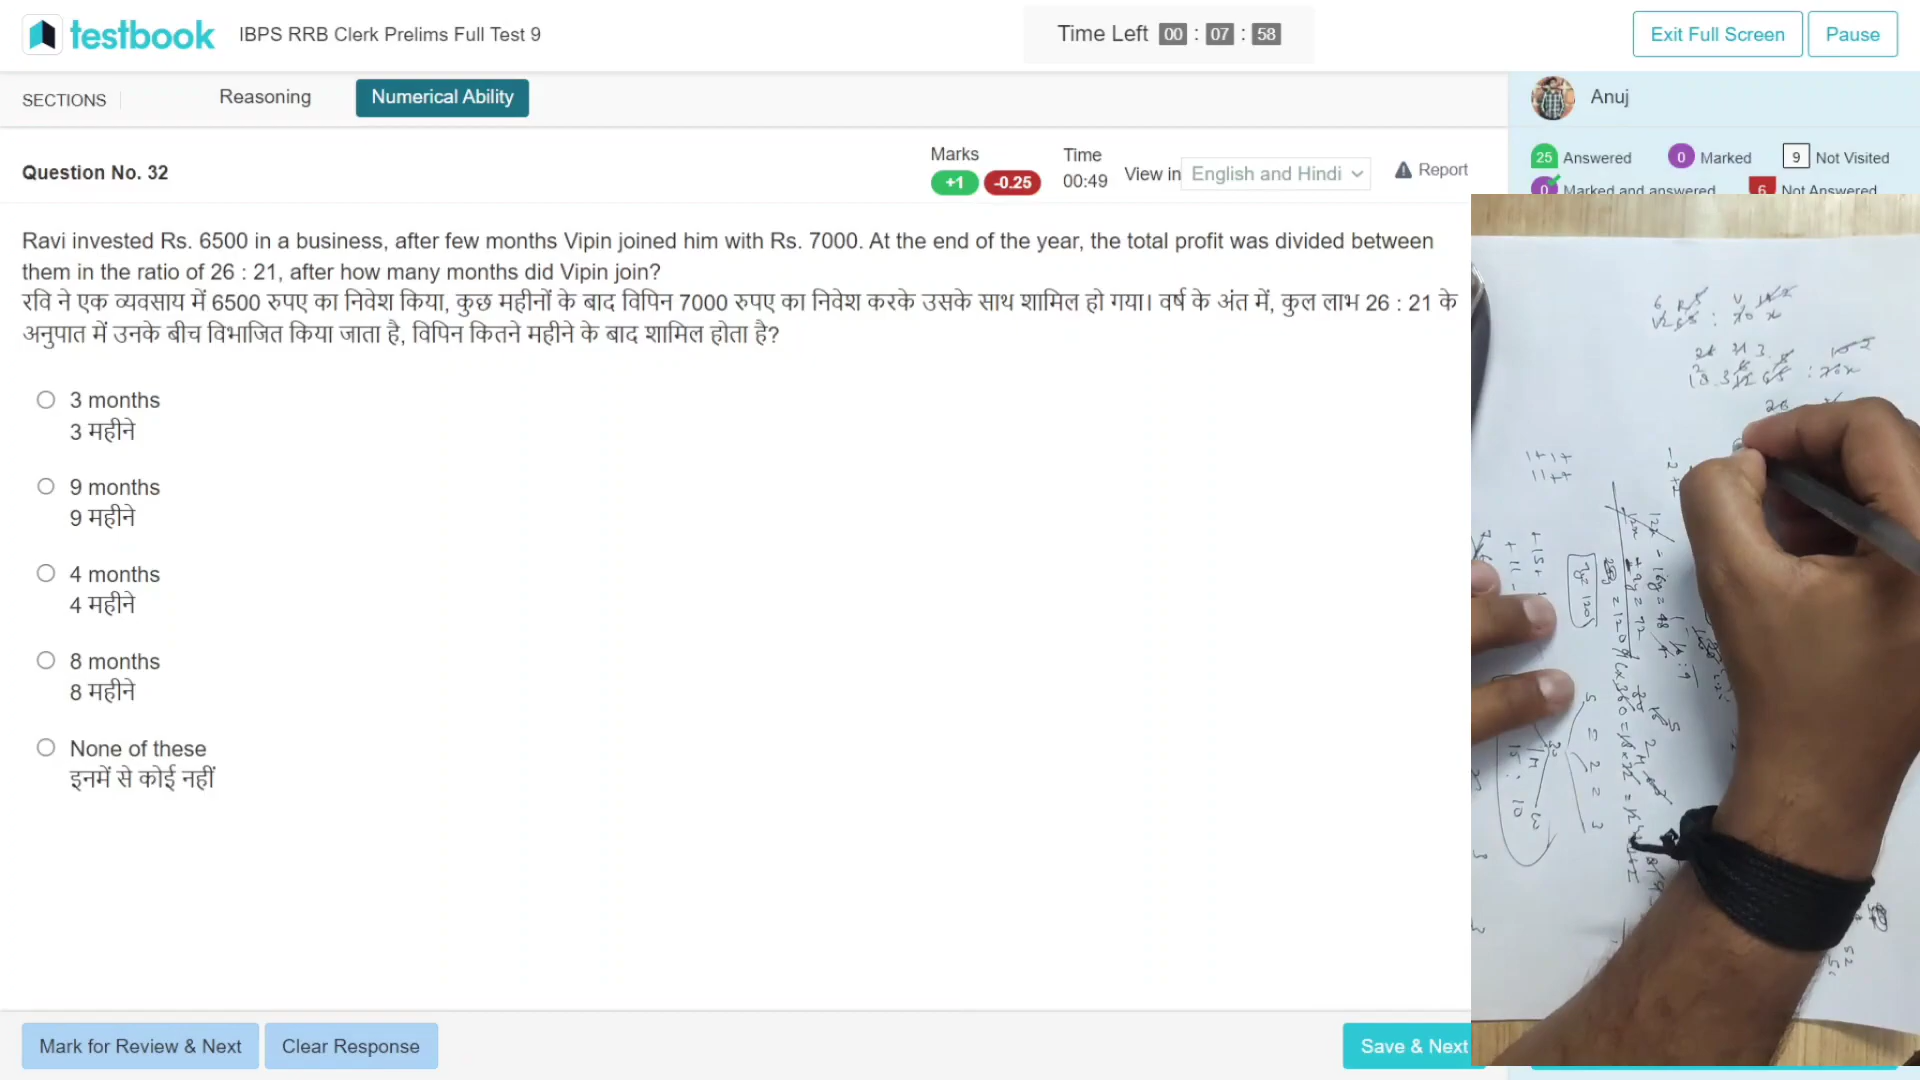 testbook IBPS RRB Clerk Prelims Full Test 9 Time Left 00 : 07 : 58 Exit Full Screen Pause
SECTIONS Reasoning Numerical Ability Anuj
Question No. 32 Marks +1 -0.25 Time 00:49 View in English and Hindi Report
25 Answered 0 Marked 9 Not Visited
0 Marked and answered 6 Not Answered
Ravi invested Rs. 6500 in a business, after few months Vipin joined him with Rs. 7000. At the end of the year, the total profit was divided between
them in the ratio of 26 : 21, after how many months did Vipin join?
रवि ने एक व्यवसाय में 6500 रुपए का निवेश किया, कुछ महीनों के बाद विपिन 7000 रुपए का निवेश करके उसके साथ शामिल हो गया। वर्ष के अंत में, कुल लाभ 26 : 21 के
अनुपात में उनके बीच विभाजित किया जाता है, विपिन कितने महीने के बाद शामिल होता है?
3 months
3 महीने
9 months
9 महीने
4 months
4 महीने
8 months
8 महीने
None of these
इनमें से कोई नहीं
Mark for Review & Next Clear Response Save & Next